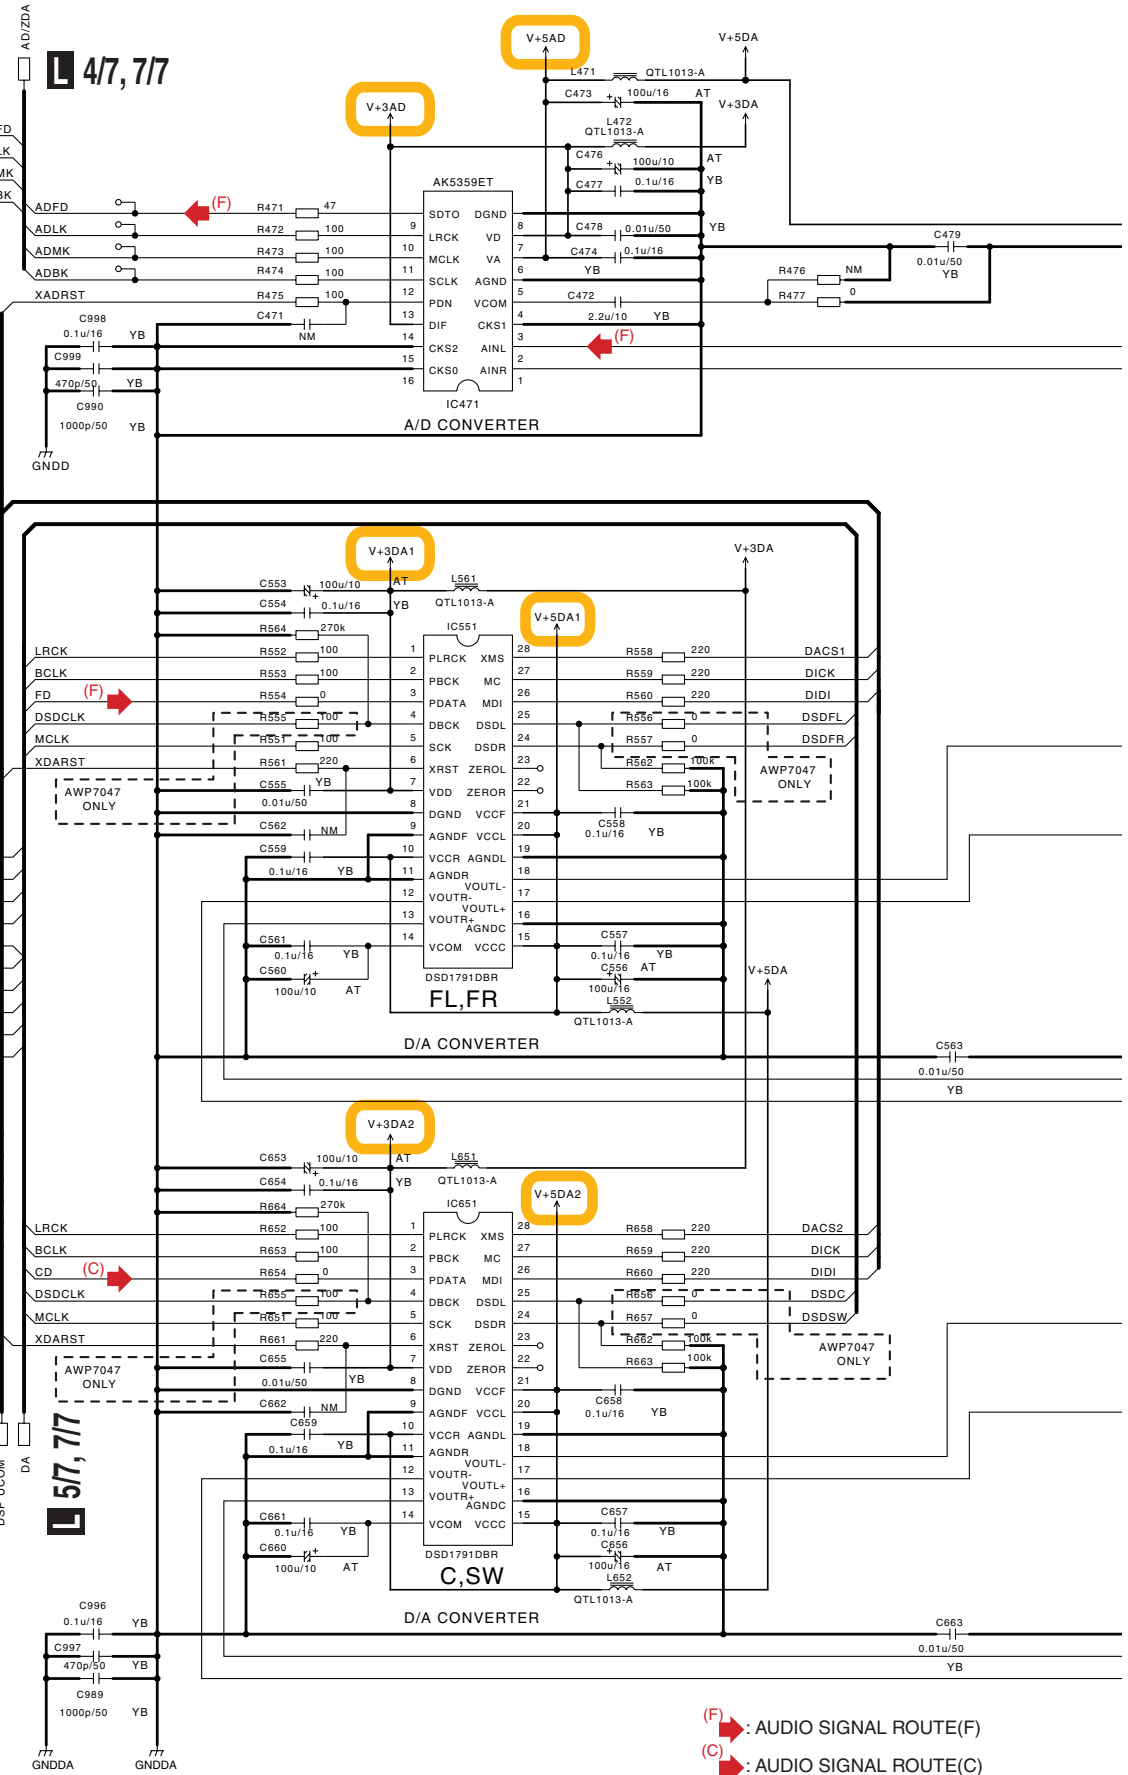 AD/ZDA
L 4/7, 7/7
V+5AD
V+5DA
L471
QTL1013-A
C473
100u/16
AT
V+3AD
V+3DA
L472
QTL1013-A
C476
100u/10
AT
C477
0.1u/16
YB
AK5359ET
FD
LK
MK
BK
ADFD
(F)
R471
47
SDTO
DGND
ADLK
R472
100
9
LRCK
VD
8
C478
0.01u/50
YB
ADMK
R473
100
10
MCLK
VA
7
C474
0.1u/16
C479
0.01u/50
YB
ADBK
R474
100
11
SCLK
AGND
6
YB
R476
NM
XADRST
R475
100
12
PDN
VCOM
5
C472
2.2u/10
YB
R477
0
C471
NM
13
DIF
CKS1
4
14
CKS2
AINL
3
(F)
15
CKS0
AINR
2
16
1
IC471
A/D CONVERTER
C998
0.1u/16
YB
C999
470p/50
YB
C990
1000p/50
YB
GNDD
V+3DA1
V+3DA
C553
100u/10
AT
L561
QTL1013-A
C554
0.1u/16
YB
V+5DA1
R564
270k
IC551
LRCK
R552
100
1
PLRCK
XMS
28
R558
220
DACS1
BCLK
R553
100
2
PBCK
MC
27
R559
220
DICK
FD
(F)
R554
0
3
PDATA
MDI
26
R560
220
DIDI
DSDCLK
R555
100
4
DBCK
DSDL
25
R556
0
DSDFL
MCLK
R551
100
5
SCK
DSDR
24
R557
0
DSDFR
XDARST
R561
220
6
XRST
ZEROL
23
R562
100k
AWP7047
ONLY
AWP7047
ONLY
C555
YB
0.01u/50
7
VDD
ZEROR
22
R563
100k
8
DGND
VCCF
21
C558
0.1u/16
YB
C562
NM
9
AGNDF
VCCL
20
C559
0.1u/16
YB
10
VCCR
AGNDL
19
11
AGNDR
VOUTL-
18
12
VOUTR-
VOUTL+
17
13
VOUTR+
AGNDC
16
C561
0.1u/16
YB
14
VCOM
VCCC
15
C557
0.1u/16
YB
C560
100u/10
AT
C556
100u/16
AT
V+5DA
DSD1791DBR
FL,FR
L552
QTL1013-A
D/A CONVERTER
C563
0.01u/50
YB
V+3DA2
C653
100u/10
AT
L651
QTL1013-A
C654
0.1u/16
YB
V+5DA2
R664
270k
IC651
LRCK
R652
100
1
PLRCK
XMS
28
R658
220
DACS2
BCLK
R653
100
2
PBCK
MC
27
R659
220
DICK
CD
(C)
R654
0
3
PDATA
MDI
26
R660
220
DIDI
DSDCLK
R655
100
4
DBCK
DSDL
25
R656
0
DSDC
MCLK
R651
100
5
SCK
DSDR
24
R657
0
DSDSW
XDARST
R661
220
6
XRST
ZEROL
23
R662
100k
AWP7047
ONLY
AWP7047
ONLY
C655
YB
0.01u/50
7
VDD
ZEROR
22
R663
100k
8
DGND
VCCF
21
C658
0.1u/16
YB
C662
NM
9
AGNDF
VCCL
20
C659
0.1u/16
YB
10
VCCR
AGNDL
19
11
AGNDR
VOUTL-
18
12
VOUTR-
VOUTL+
17
13
VOUTR+
AGNDC
16
C661
0.1u/16
YB
14
VCOM
VCCC
15
C657
0.1u/16
YB
C660
100u/10
AT
C656
100u/16
AT
DSD1791DBR
C,SW
L652
QTL1013-A
D/A CONVERTER
C663
0.01u/50
YB
DSP UCOM
DA
L 5/7, 7/7
C996
0.1u/16
YB
C997
470p/50
YB
C989
1000p/50
YB
GNDDA
GNDDA
(F) : AUDIO SIGNAL ROUTE(F)
(C) : AUDIO SIGNAL ROUTE(C)